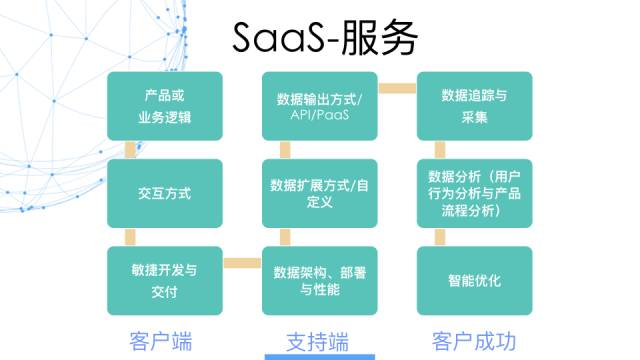 SaaS-服务
产品或
业务逻辑
交互方式
敏捷开发与
交付
客户端
数据输出方式/
API/PaaS
数据扩展方式/自
定义
数据架构、部署
与性能
支持端
数据追踪与
采集
数据分析（用户
行为分析与产品
流程分析）
智能优化
客户成功